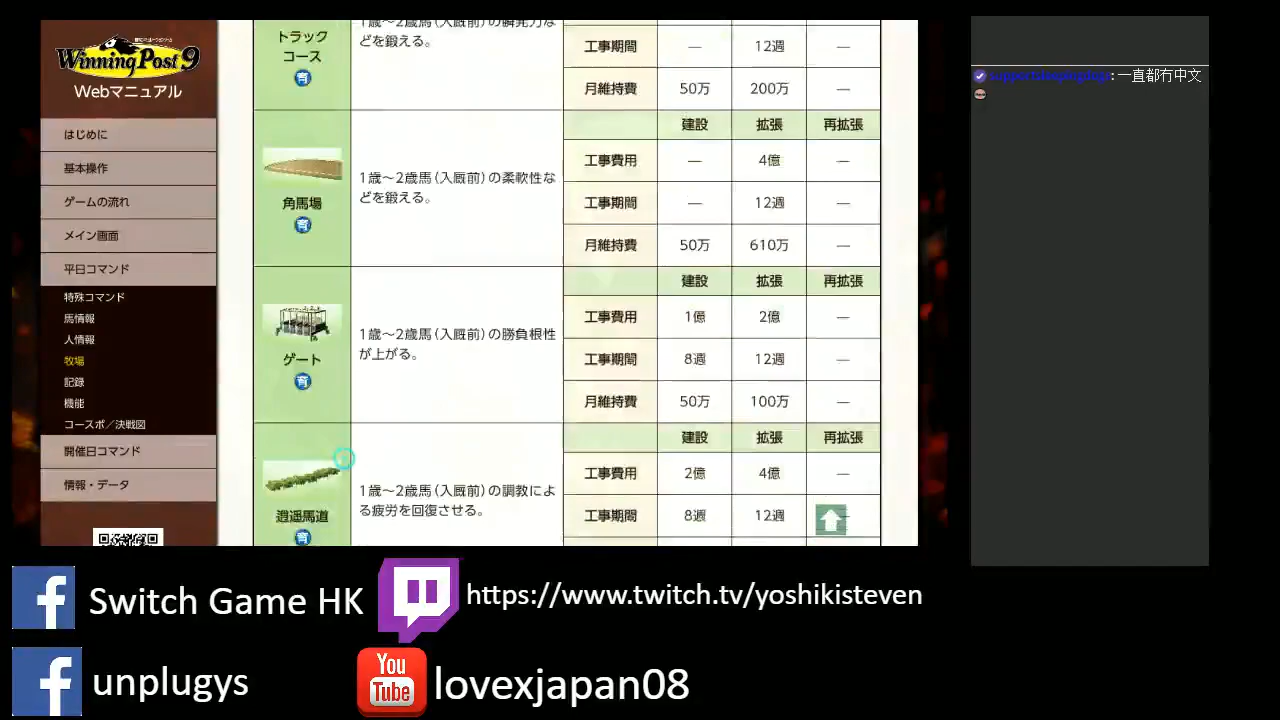 Winning Post 9
Webマニュアル
はじめに
基本操作
ゲームの流れ
メイン画面
平日コマンド
特殊コマンド
馬情報
人情報
牧場
記録
機能
コースポ／決戦図
開催日コマンド
情報・データ
トラック
コース
育
1歳～2歳馬（入厩前）の瞬発力な
どを鍛える。
工事期間 — 12週 —
月維持費 50万 200万 —
建設 拡張 再拡張
角馬場
育
1歳～2歳馬（入厩前）の柔軟性な
どを鍛える。
工事費用 — 4億 —
工事期間 — 12週 —
月維持費 50万 610万 —
建設 拡張 再拡張
ゲート
育
1歳～2歳馬（入厩前）の勝負根性
が上がる。
工事費用 1億 2億 —
工事期間 8週 12週 —
月維持費 50万 100万 —
建設 拡張 再拡張
逍遥馬道
育
1歳～2歳馬（入厩前）の調教によ
る疲労を回復させる。
工事費用 2億 4億 —
工事期間 8週 12週
: 一直都冇中文
Switch Game HK
https://www.twitch.tv/yoshikisteven
unplugys
You
Tube
lovexjapan08